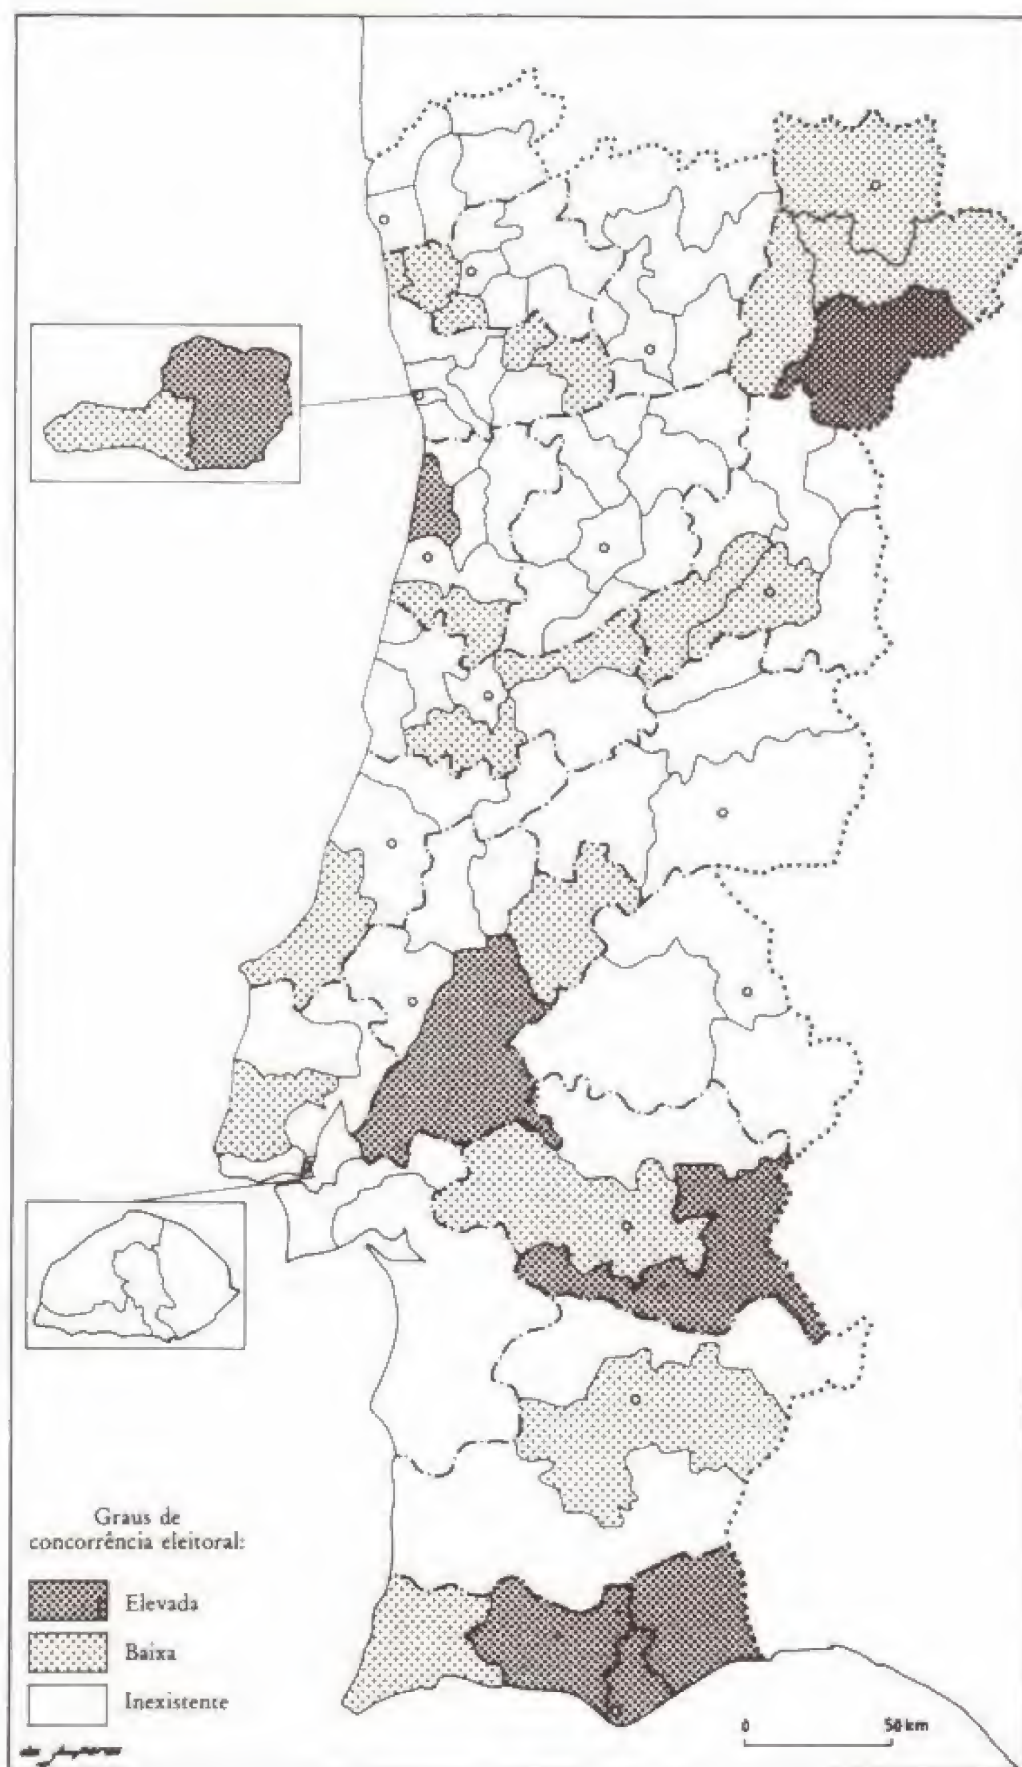 Graus de
concorrência eleitoral:
Elevada
Baixa
Inexistente
0 50 km